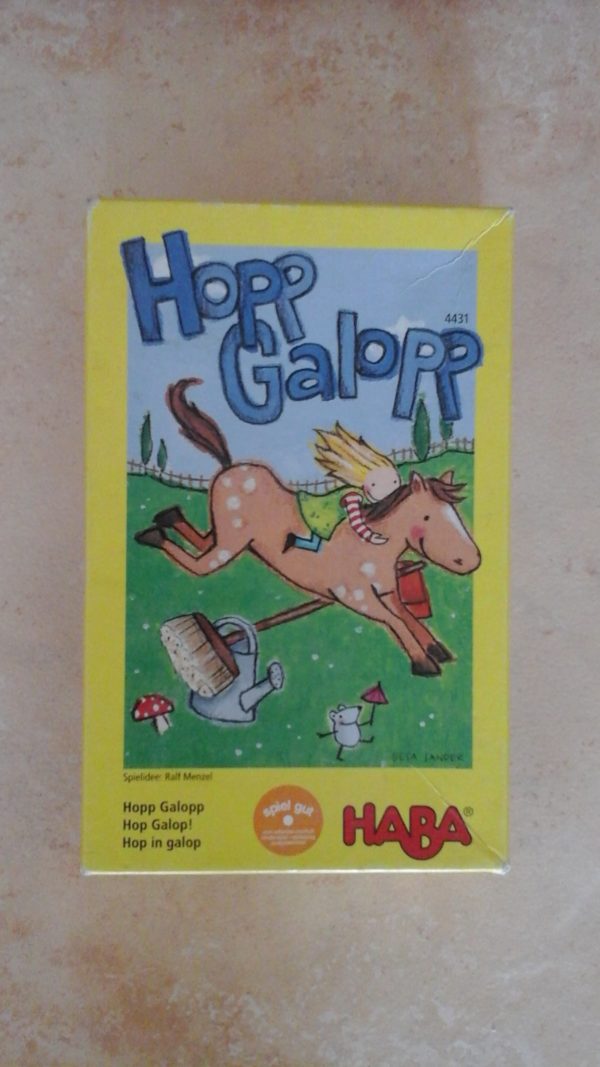 Hopp
Galopp
4431
Spielidee: Ralf Menzel
Hopp Galopp
Hop Galop!
Hop in galop
spiel gut
HABA®